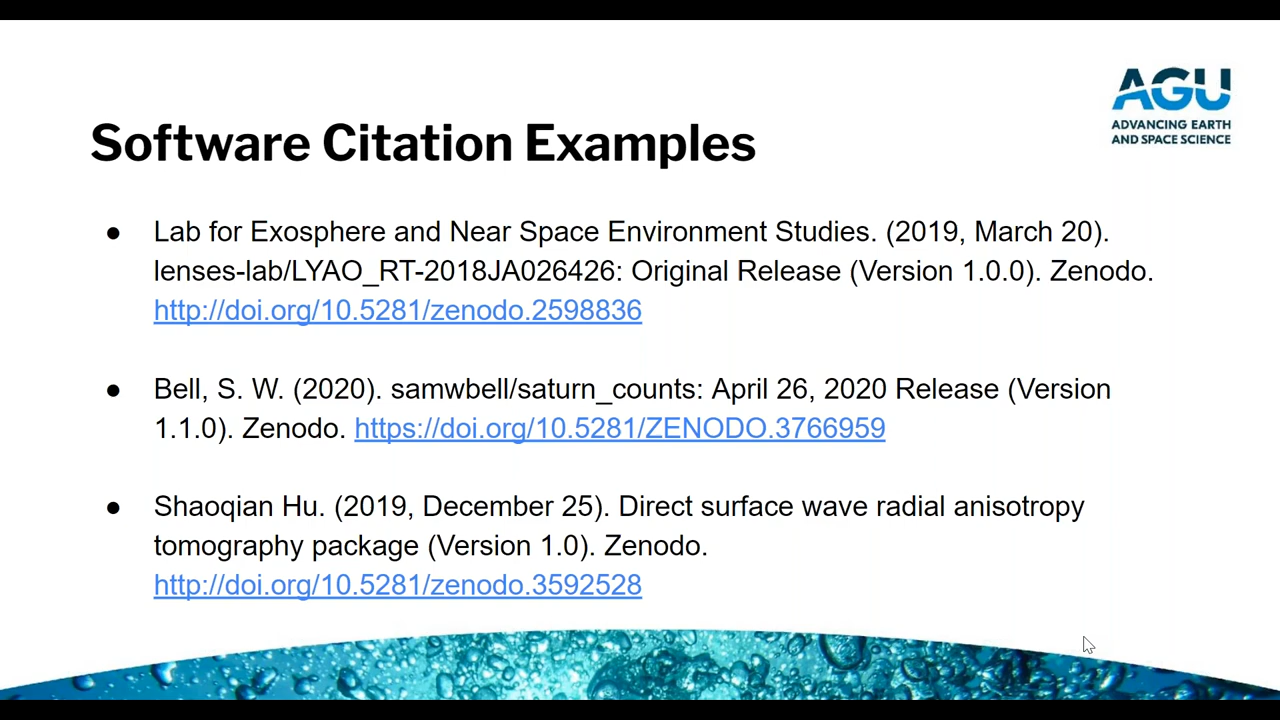 AGU
ADVANCING EARTH
AND SPACE SCIENCE
Software Citation Examples
● Lab for Exosphere and Near Space Environment Studies. (2019, March 20).
lenses-lab/LYAO_RT-2018JA026426: Original Release (Version 1.0.0). Zenodo.
http://doi.org/10.5281/zenodo.2598836
● Bell, S. W. (2020). samwbell/saturn_counts: April 26, 2020 Release (Version
1.1.0). Zenodo. https://doi.org/10.5281/ZENODO.3766959
● Shaoqian Hu. (2019, December 25). Direct surface wave radial anisotropy
tomography package (Version 1.0). Zenodo.
http://doi.org/10.5281/zenodo.3592528